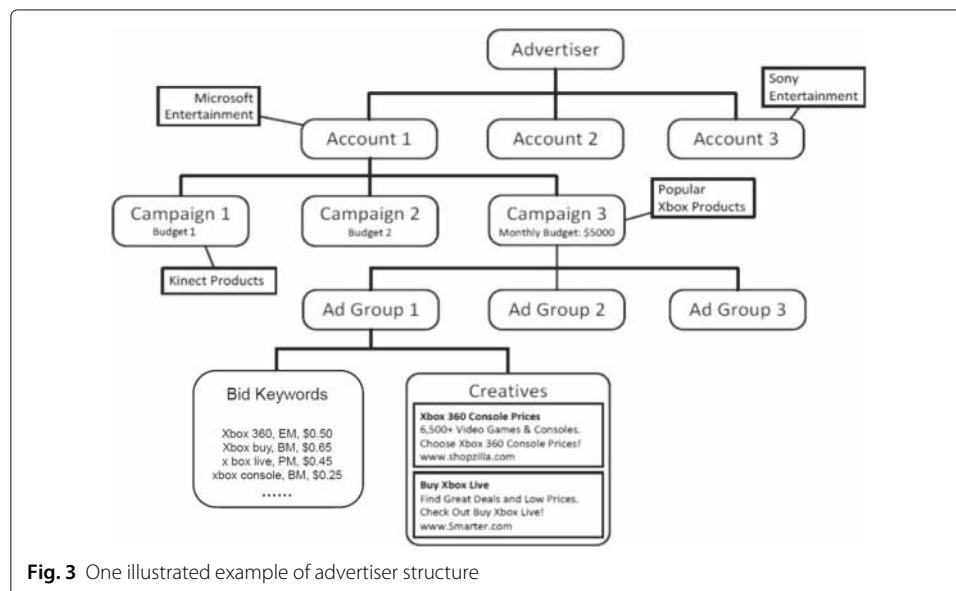 Advertiser
Microsoft
Entertainment
Sony
Entertainment
Account 1
Account 2
Account 3
Popular
Xbox Products
Campaign 1
Budget 1
Campaign 2
Budget 2
Campaign 3
Monthly Budget: $5000
Kinect Products
Ad Group 1
Ad Group 2
Ad Group 3
Bid Keywords
Xbox 360, EM, $0.50
Xbox buy, BM, $0.65
x box live, PM, $0.45
xbox console, BM, $0.25
......
Creatives
Xbox 360 Console Prices
6,500+ Video Games & Consoles.
Choose Xbox 360 Console Prices!
www.shopzilla.com
Buy Xbox Live
Find Great Deals and Low Prices.
Check Out Buy Xbox Live!
www.Smarter.com
Fig. 3 One illustrated example of advertiser structure